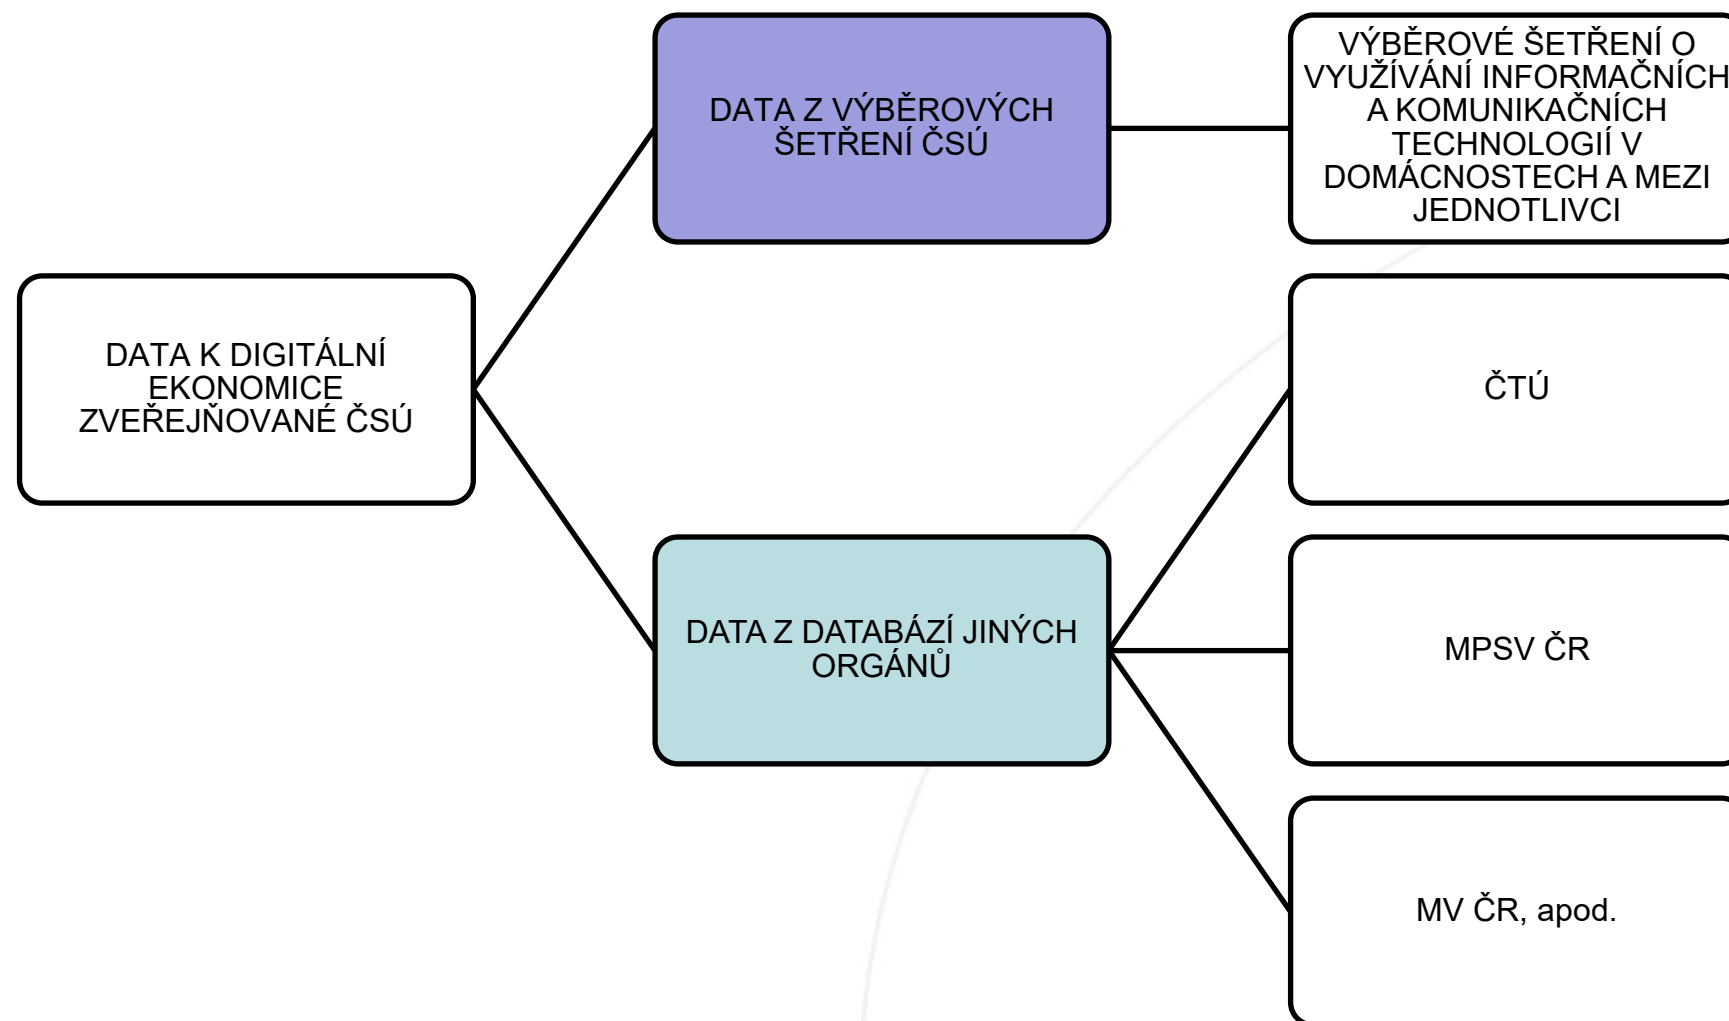 DATA K DIGITÁLNÍ
EKONOMICE
ZVEŘEJŇOVANÉ ČSÚ
DATA Z VÝBĚROVÝCH
ŠETŘENÍ ČSÚ
VÝBĚROVÉ ŠETŘENÍ O
VYUŽÍVÁNÍ INFORMAČNÍCH
A KOMUNIKAČNÍCH
TECHNOLOGIÍ V
DOMÁCNOSTECH A MEZI
JEDNOTLIVCI
DATA Z DATABÁZÍ JINÝCH
ORGÁNŮ
ČTÚ
MPSV ČR
MV ČR, apod.